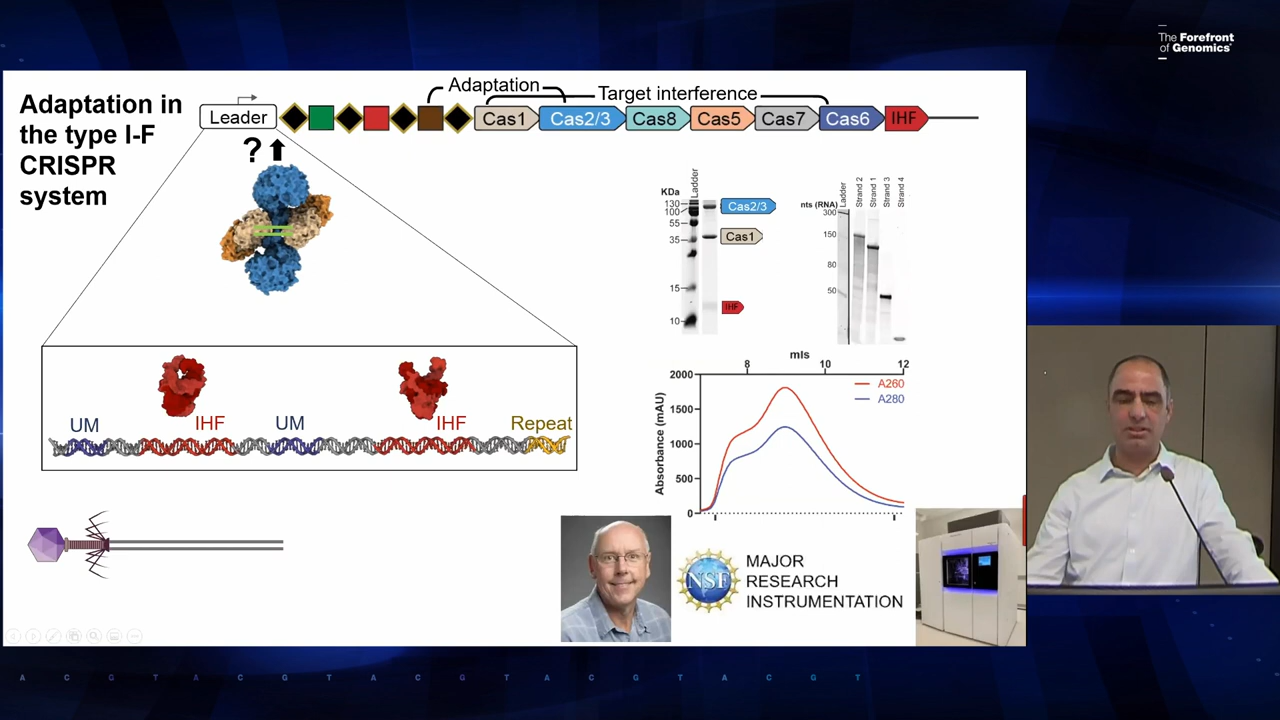 The Forefront
of Genomics®
Adaptation in
the type I-F
CRISPR
system
Adaptation
Target interference
Leader
Cas1
Cas2/3
Cas8
Cas5
Cas7
Cas6
IHF
?
KDa
Ladder
130
100
55
35
15
10
Cas2/3
Cas1
IHF
nts (RNA)
Ladder
Strand 2
Strand 1
Strand 3
Strand 4
300
150
80
50
UM
IHF
UM
IHF
Repeat
mls
8
10
12
Absorbance (mAU)
2000
1500
1000
500
0
A260
A280
NSF
MAJOR
RESEARCH
INSTRUMENTATION
A C G T A C G T A C G T A C G T A C G T